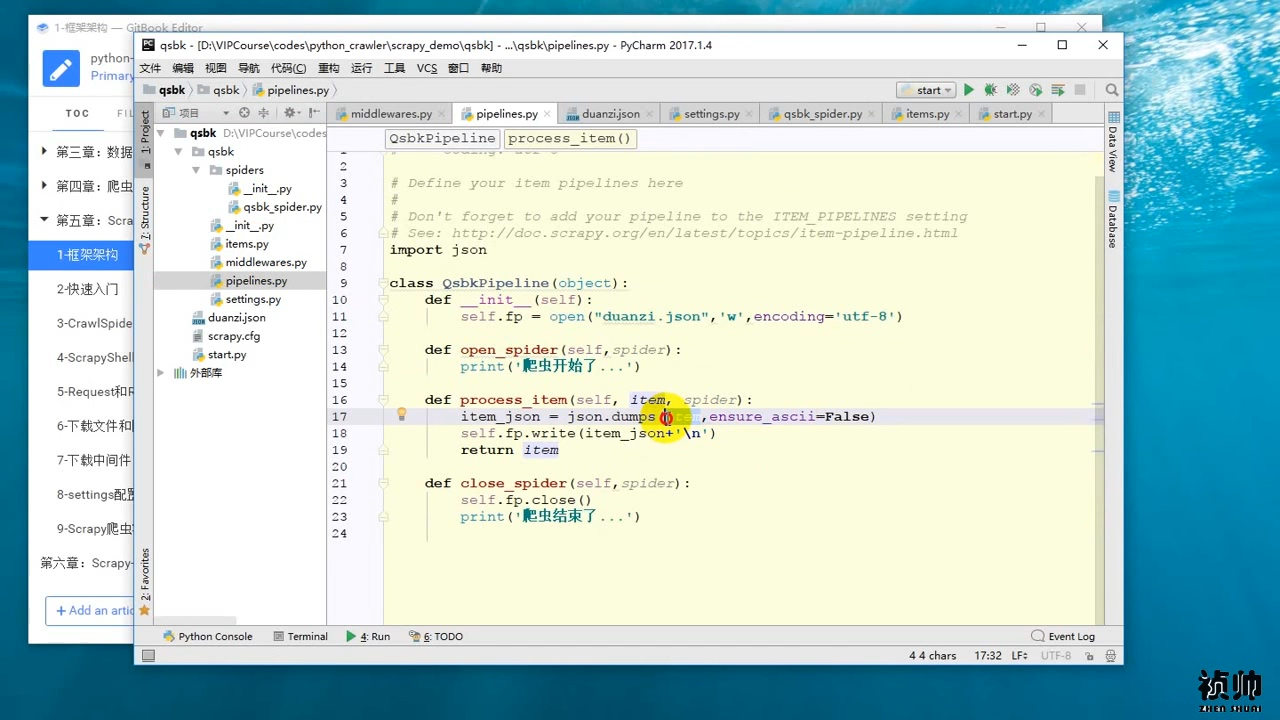 1-框架架构 — GitBook Editor
python-
Primary
TOC
FIL
第三章：数据
第四章：爬虫
第五章：Scra
1-框架架构
2-快速入门
3-CrawlSpide
4-ScrapyShell
5-Request和R
6-下载文件和
7-下载中间件
8-settings配置
9-Scrapy爬虫
第六章：Scrapy-
+ Add an artic
qsbk - [D:\VIPCourse\codes\python_crawler\scrapy_demo\qsbk] - ...\qsbk\pipelines.py - PyCharm 2017.1.4
文件 编辑 视图 导航 代码(C) 重构 运行 工具 VCS 窗口 帮助
qsbk qsbk pipelines.py
start
项目
middlewares.py pipelines.py duanzi.json settings.py qsbk_spider.py items.py start.py
1: Project
7: Structure
2: Favorites
qsbk D:\VIPCourse\codes
qsbk
spiders
__init__.py
qsbk_spider.py
__init__.py
items.py
middlewares.py
pipelines.py
settings.py
duanzi.json
scrapy.cfg
start.py
外部库
QsbkPipeline process_item()
2
3 # Define your item pipelines here
4 #
5 # Don't forget to add your pipeline to the ITEM_PIPELINES setting
6 # See: http://doc.scrapy.org/en/latest/topics/item-pipeline.html
7 import json
8
9 class QsbkPipeline(object):
10 def __init__(self):
11 self.fp = open("duanzi.json",'w',encoding='utf-8')
12
13 def open_spider(self,spider):
14 print('爬虫开始了...')
15
16 def process_item(self, item, spider):
17 item_json = json.dumps(item,ensure_ascii=False)
18 self.fp.write(item_json+'\n')
19 return item
20
21 def close_spider(self,spider):
22 self.fp.close()
23 print('爬虫结束了...')
24
Data View
Database
Python Console Terminal 4: Run 6: TODO Event Log
4 4 chars 17:32 LF÷ UTF-8
祯帅
ZHEN SHUAI